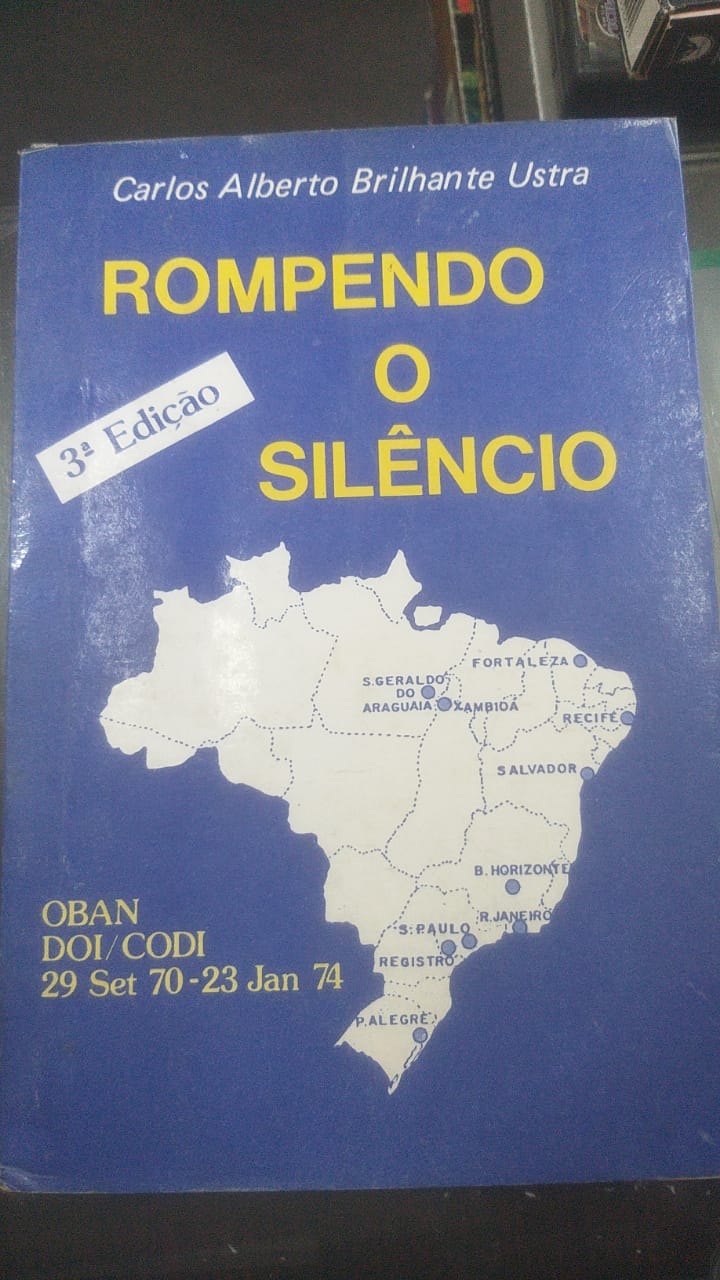 Carlos Alberto Brilhante Ustra
ROMPENDO
O
SILÊNCIO
3ª Edição
FORTALEZA
S.GERALDO
DO
ARAGUAIA
XAMBIOA
RECIFE
SALVADOR
B. HORIZONTE
R.JANEIRO
S.PAULO
REGISTRO
P.ALEGRE
OBAN
DOI/CODI
29 Set 70-23 Jan 74